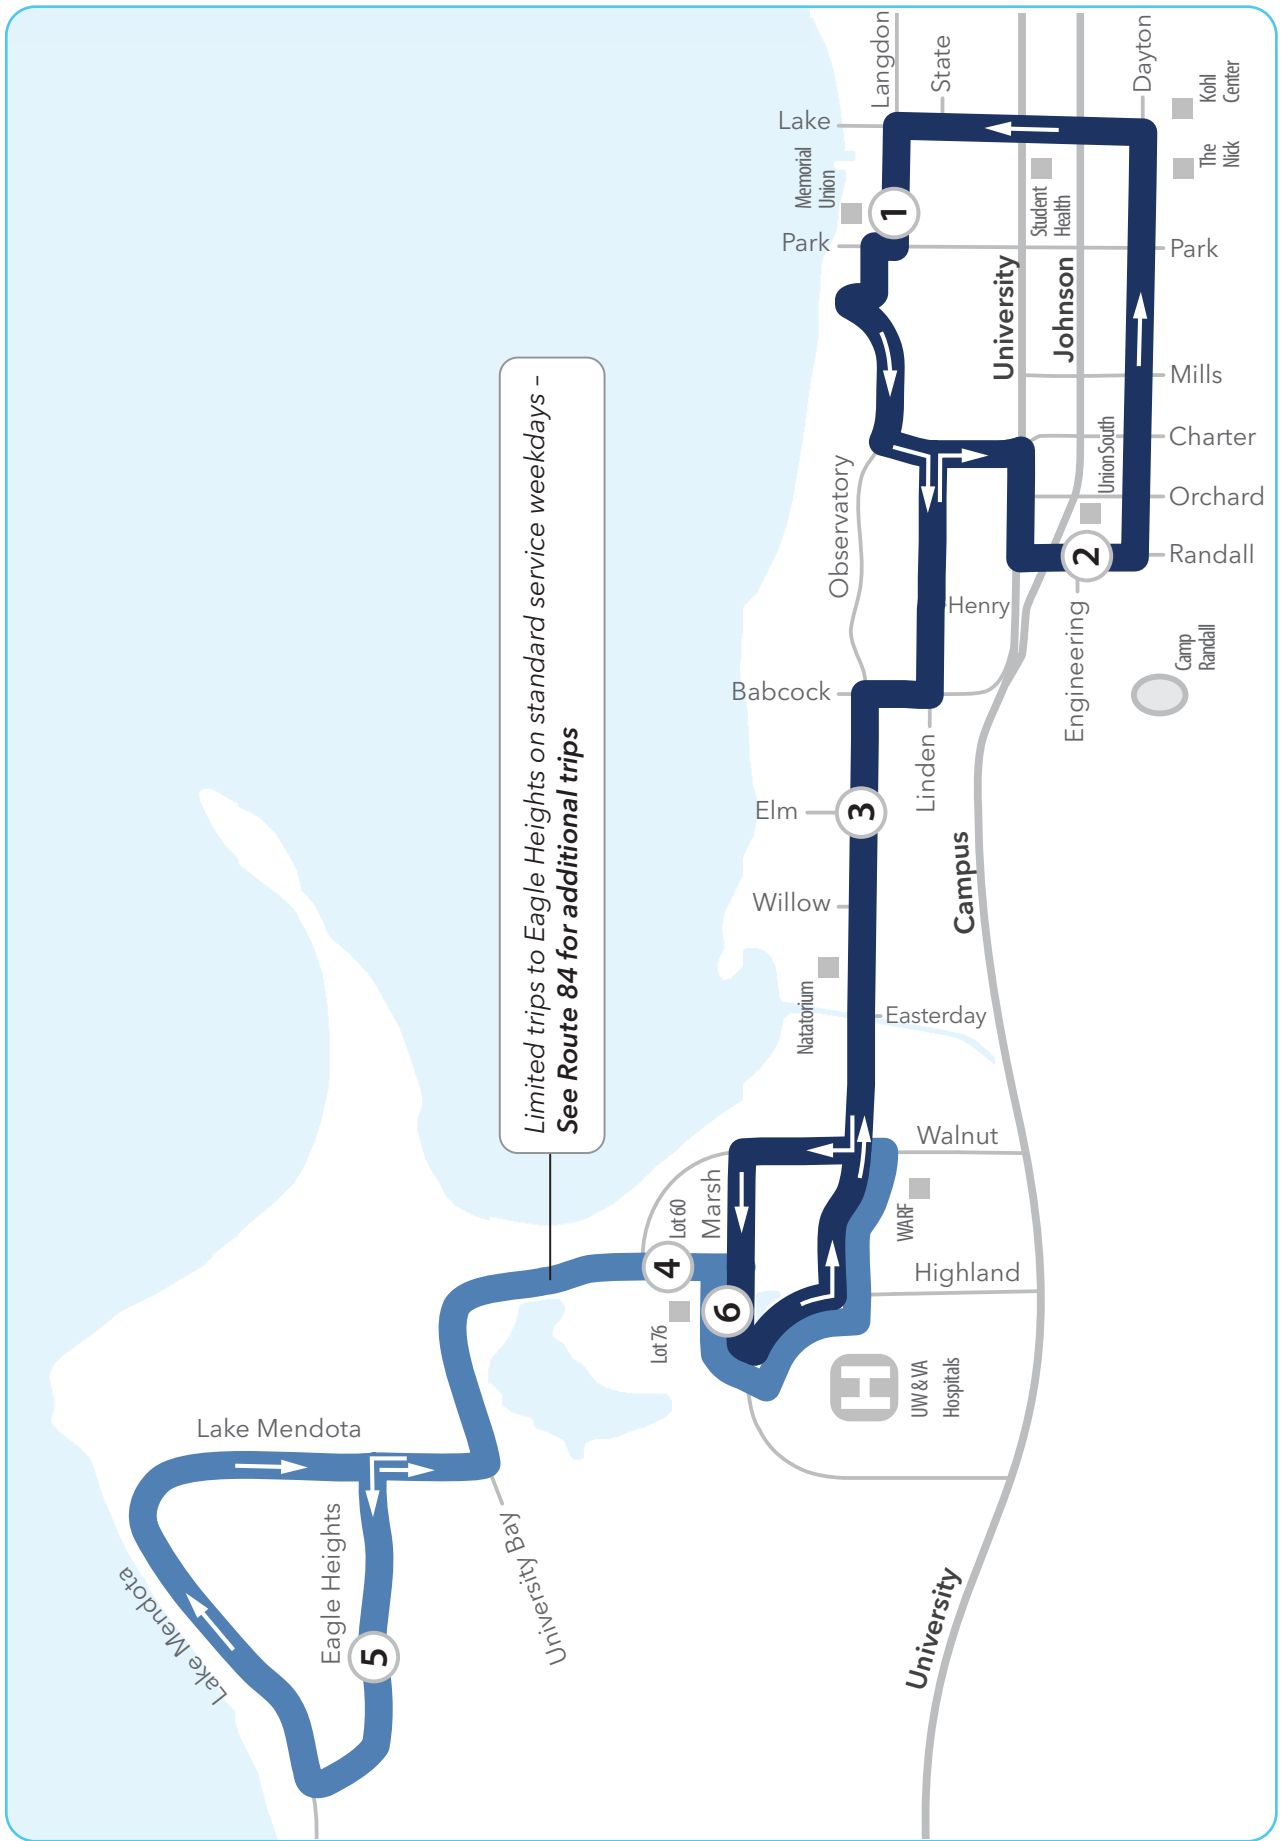 Langdon
State
Dayton
Kohl
Center
Lake
Memorial
Union
1
Student
Health
The
Nick
Park
Park
University
Johnson
Mills
Union South
Charter
Observatory
Orchard
2
Randall
Limited trips to Eagle Heights on standard service weekdays –
See Route 84 for additional trips
Henry
Engineering
Camp
Randall
Babcock
Linden
Elm
3
Campus
Willow
Natatorium
Easterday
Walnut
Marsh
Lot 60
WARF
4
Highland
6
Lot 76
H
UW & VA
Hospitals
Lake Mendota
Eagle Heights
University Bay
Lake Mendota
5
University